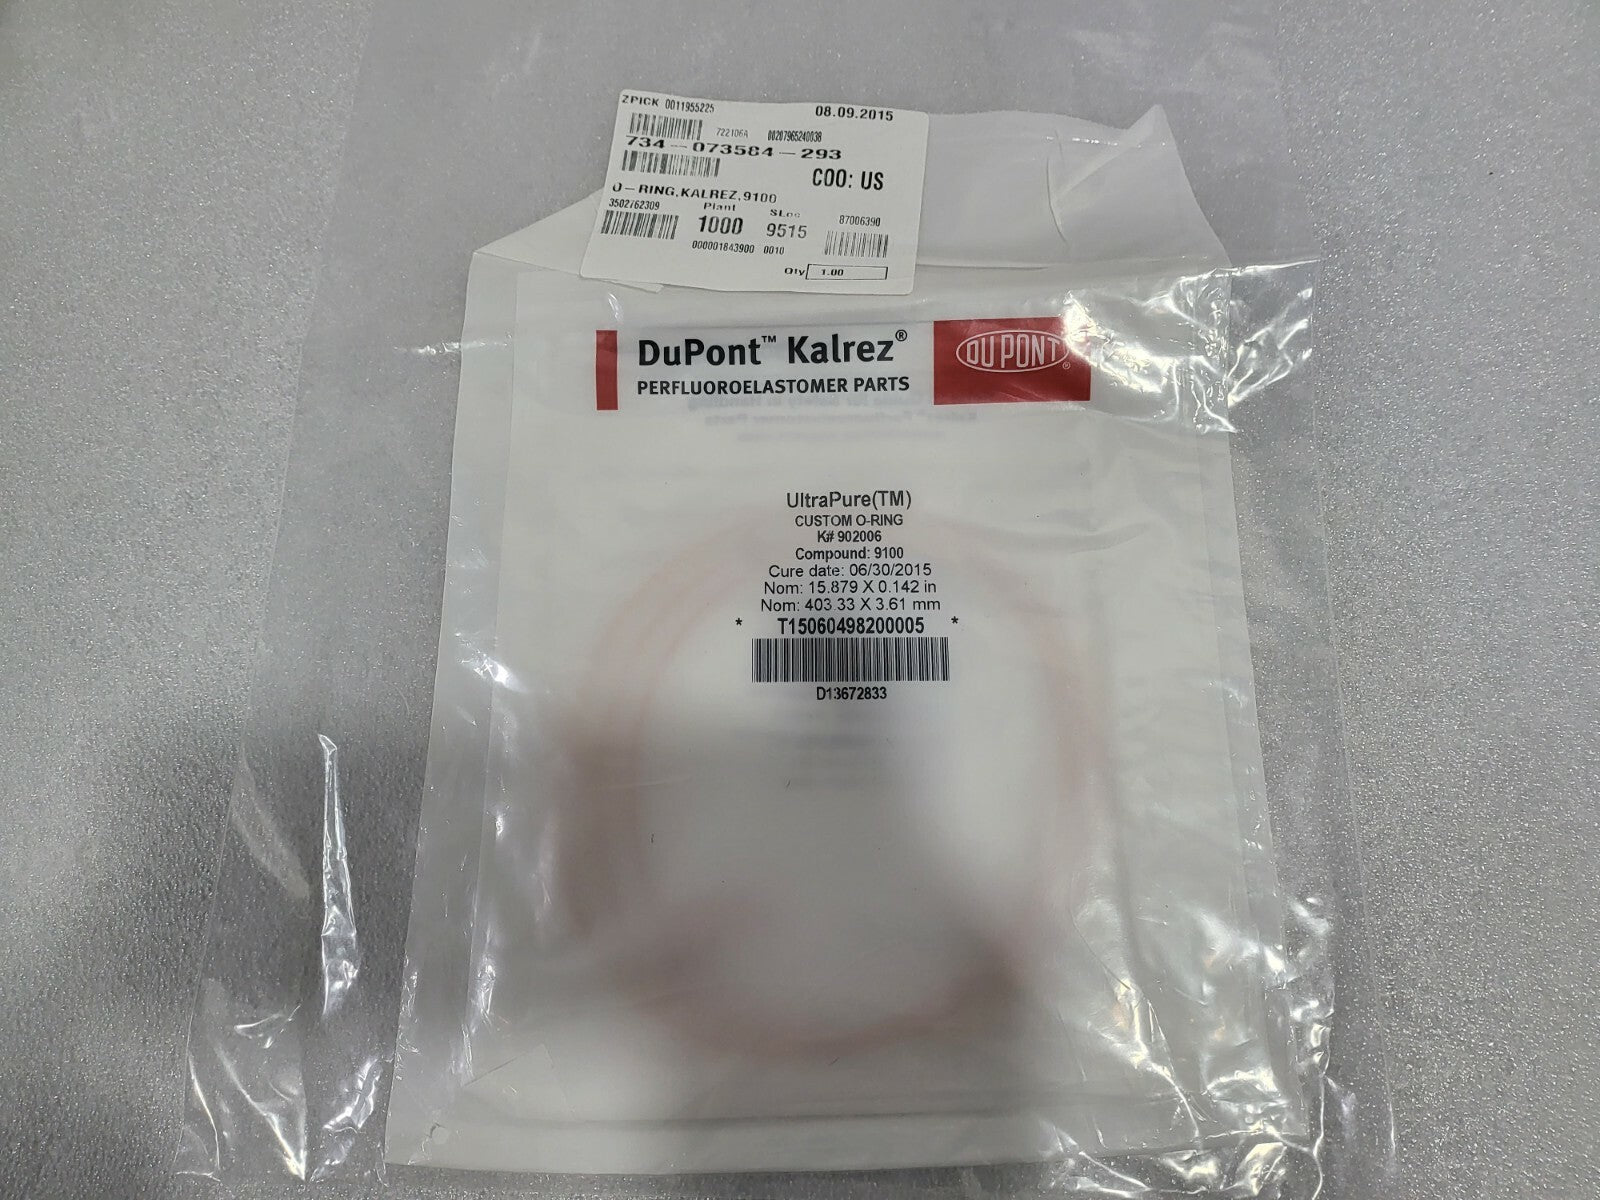 ZPICK 0011955225
08.09.2015
722106A 00207965240038
734-073584-293
COO: US
O-RING,KALREZ,9100
3502762309 Plant SLoc 87006390
1000 9515
000001843900 0010
Qty 1.00
DuPont™ Kalrez®
PERFLUOROELASTOMER PARTS
DU PONT®
UltraPure(TM)
CUSTOM O-RING
K# 902006
Compound: 9100
Cure date: 06/30/2015
Nom: 15.879 X 0.142 in
Nom: 403.33 X 3.61 mm
* T15060498200005 *
D13672833